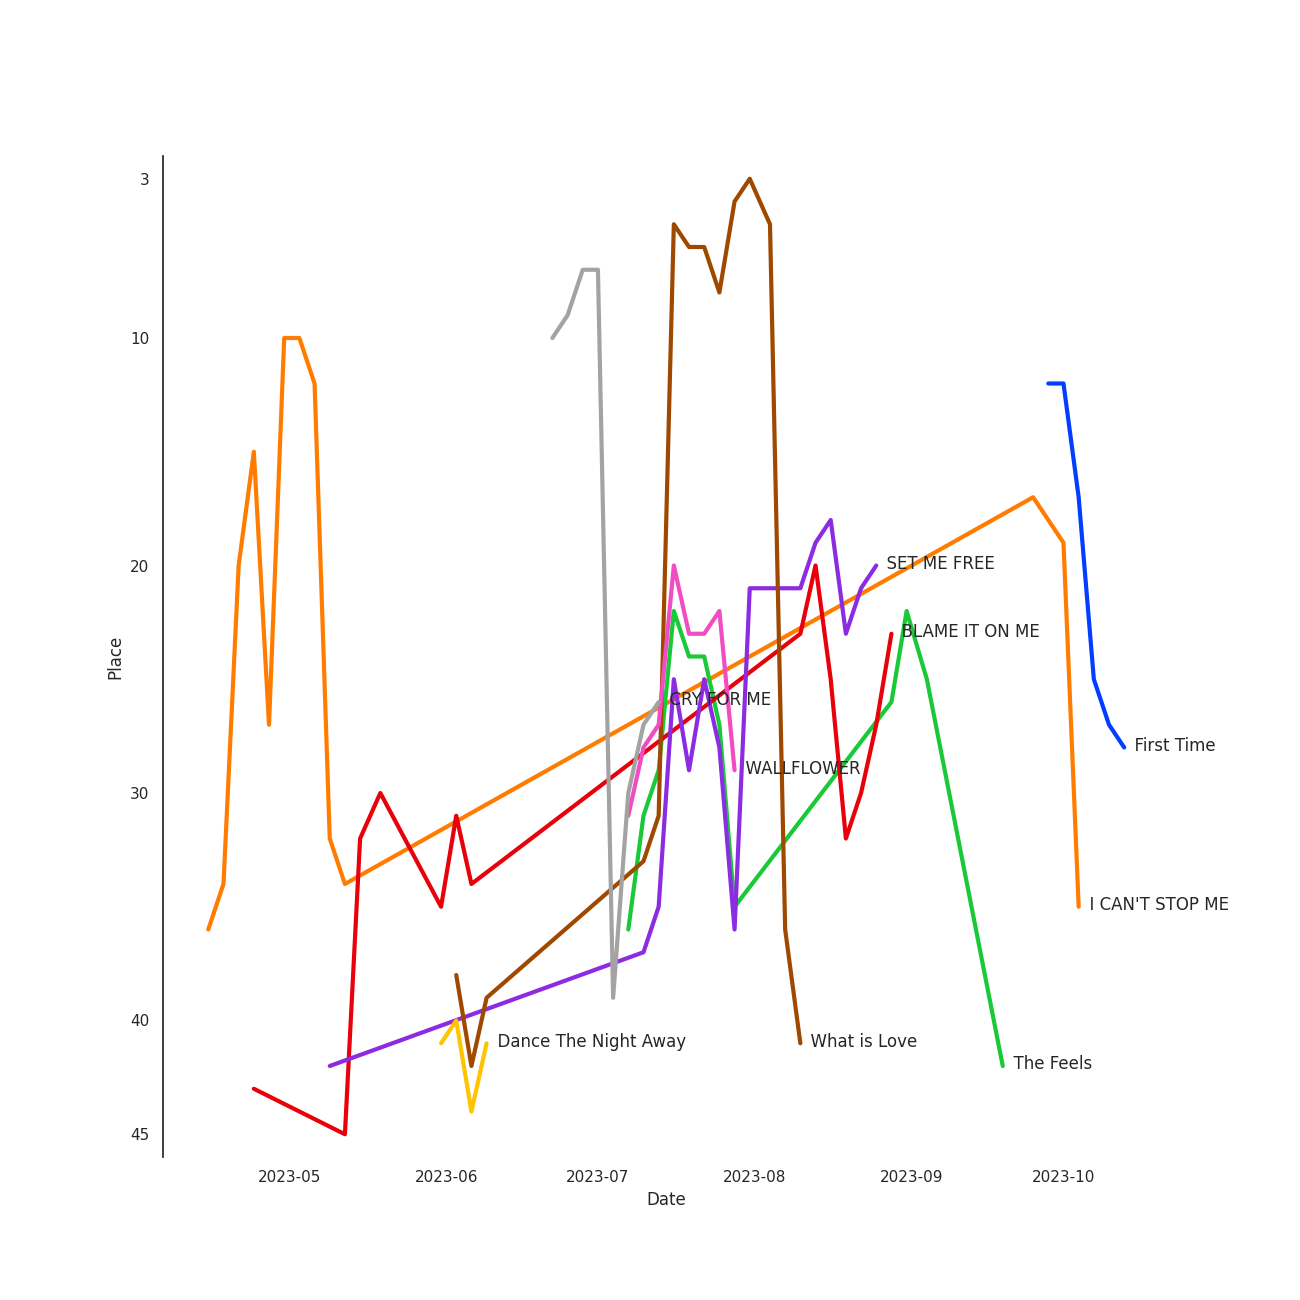 3
10
20
30
40
45
Place
SET ME FREE
BLAME IT ON ME
CRY FOR ME
First Time
WALLFLOWER
I CAN'T STOP ME
Dance The Night Away
What is Love
The Feels
2023-05
2023-06
2023-07
2023-08
2023-09
2023-10
Date